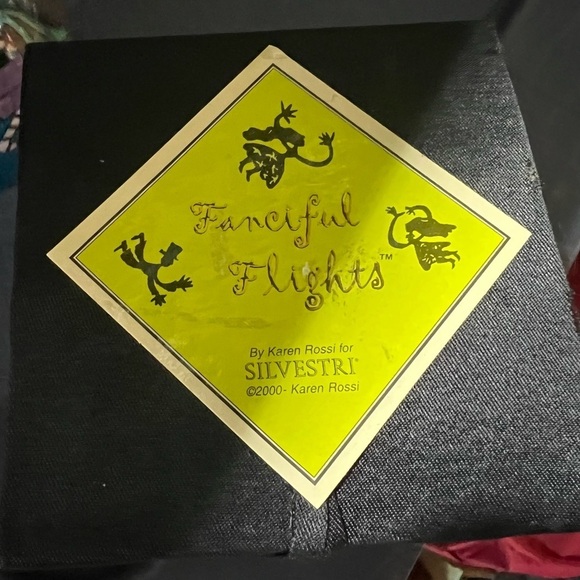 Fanciful
Flights™
By Karen Rossi for
SILVESTRI®
©2000- Karen Rossi